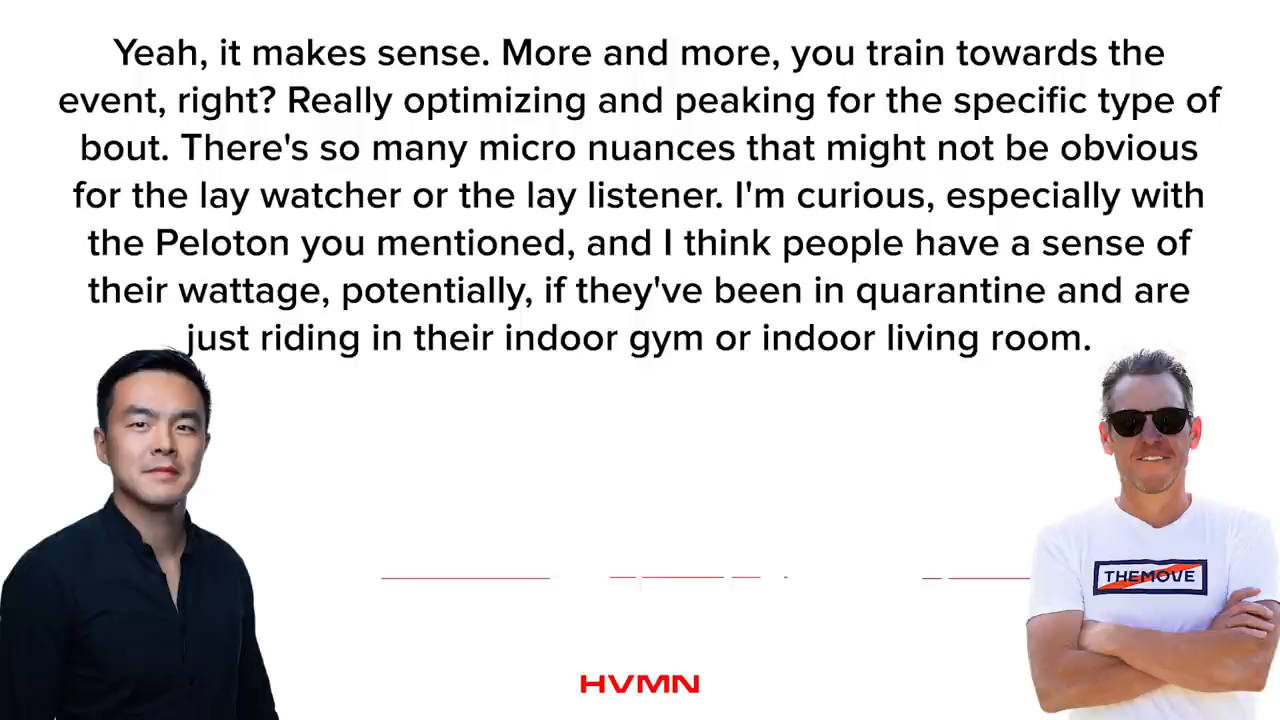 Yeah, it makes sense. More and more, you train towards the
event, right? Really optimizing and peaking for the specific type of
bout. There's so many micro nuances that might not be obvious
for the lay watcher or the lay listener. I'm curious, especially with
the Peloton you mentioned, and I think people have a sense of
their wattage, potentially, if they've been in quarantine and are
just riding in their indoor gym or indoor living room.
THEMOVE
HVMN